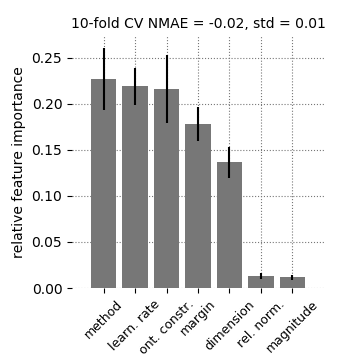 10-fold CV NMAE = -0.02, std = 0.01
relative feature importance
0.25
0.20
0.15
0.10
0.05
0.00
method
learn. rate
ont. constr.
margin
dimension
rel. norm.
magnitude